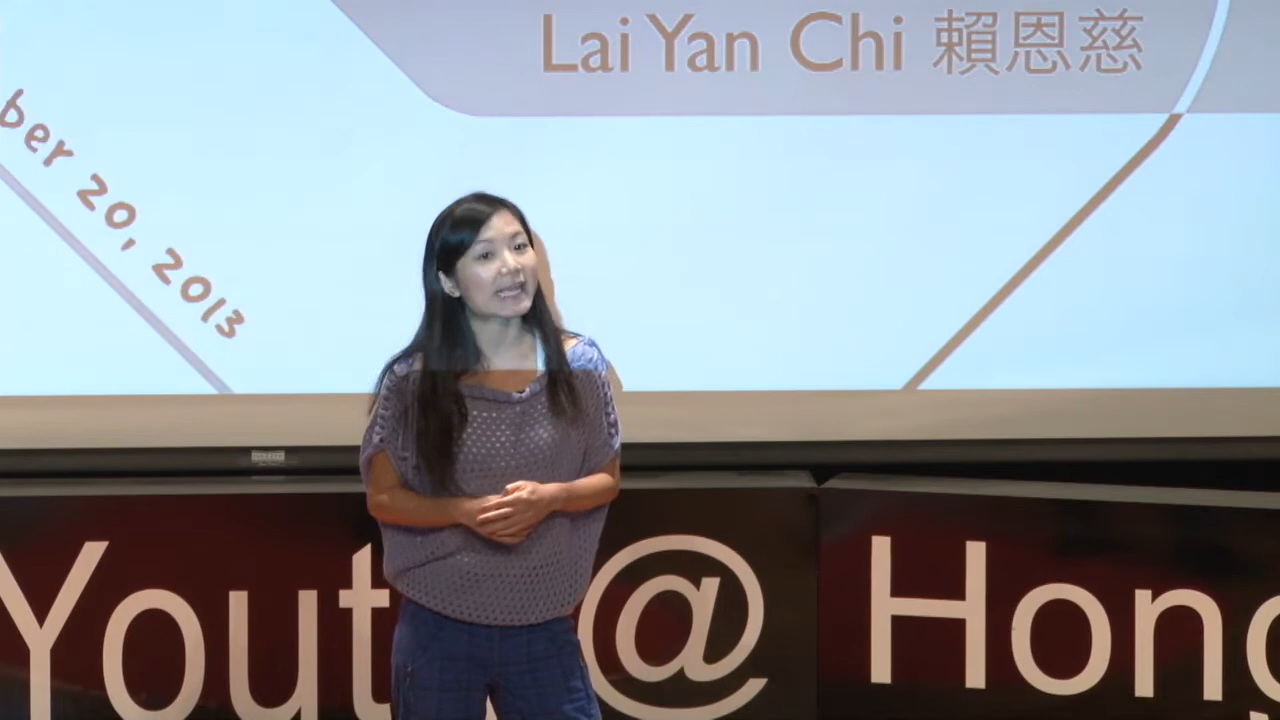 Lai Yan Chi 賴恩慈
ber 20, 2013
Yout @ Hong